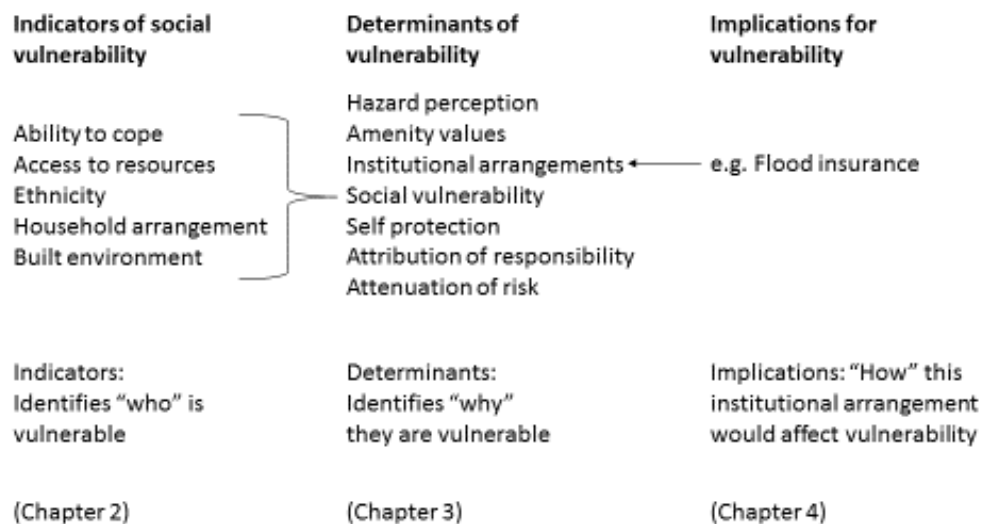 Indicators of social
vulnerability
Ability to cope
Access to resources
Ethnicity
Household arrangement
Built environment
Indicators:
Identifies “who” is
vulnerable
(Chapter 2)
Determinants of
vulnerability
Hazard perception
Amenity values
Institutional arrangements
Social vulnerability
Self protection
Attribution of responsibility
Attenuation of risk
Determinants:
Identifies “why”
they are vulnerable
(Chapter 3)
Implications for
vulnerability
e.g. Flood insurance
Implications: “How” this
institutional arrangement
would affect vulnerability
(Chapter 4)